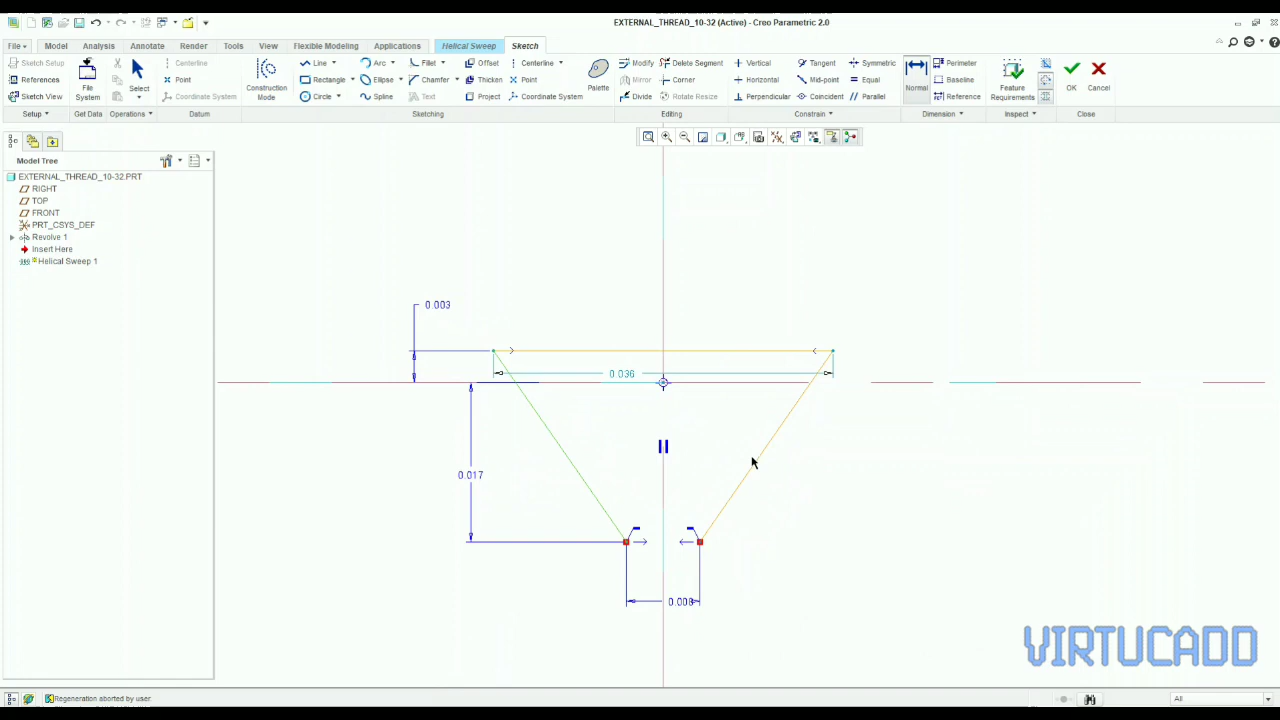 EXTERNAL_THREAD_10-32 (Active) - Creo Parametric 2.0
File Model Analysis Annotate Render Tools View Flexible Modeling Applications Helical Sweep Sketch
Sketch Setup
References
Sketch View
Setup
File System
Get Data
Select
Operations
Centerline
Point
Coordinate System
Datum
Construction Mode
Line Arc Fillet Offset Centerline
Rectangle Ellipse Chamfer Thicken Point
Circle Spline Text Project Coordinate System
Palette
Sketching
Modify Delete Segment
Mirror Corner
Divide Rotate Resize
Editing
Vertical Tangent Symmetric
Horizontal Mid-point Equal
Perpendicular Coincident Parallel
Constrain
Normal
Perimeter
Baseline
Reference
Dimension
Feature Requirements
Inspect
OK
Cancel
Close
Model Tree
EXTERNAL_THREAD_10-32.PRT
RIGHT
TOP
FRONT
PRT_CSYS_DEF
Revolve 1
Insert Here
Helical Sweep 1
0.003
0.036
0.017
0.008
VIRTUCADO
Regeneration aborted by user.
All